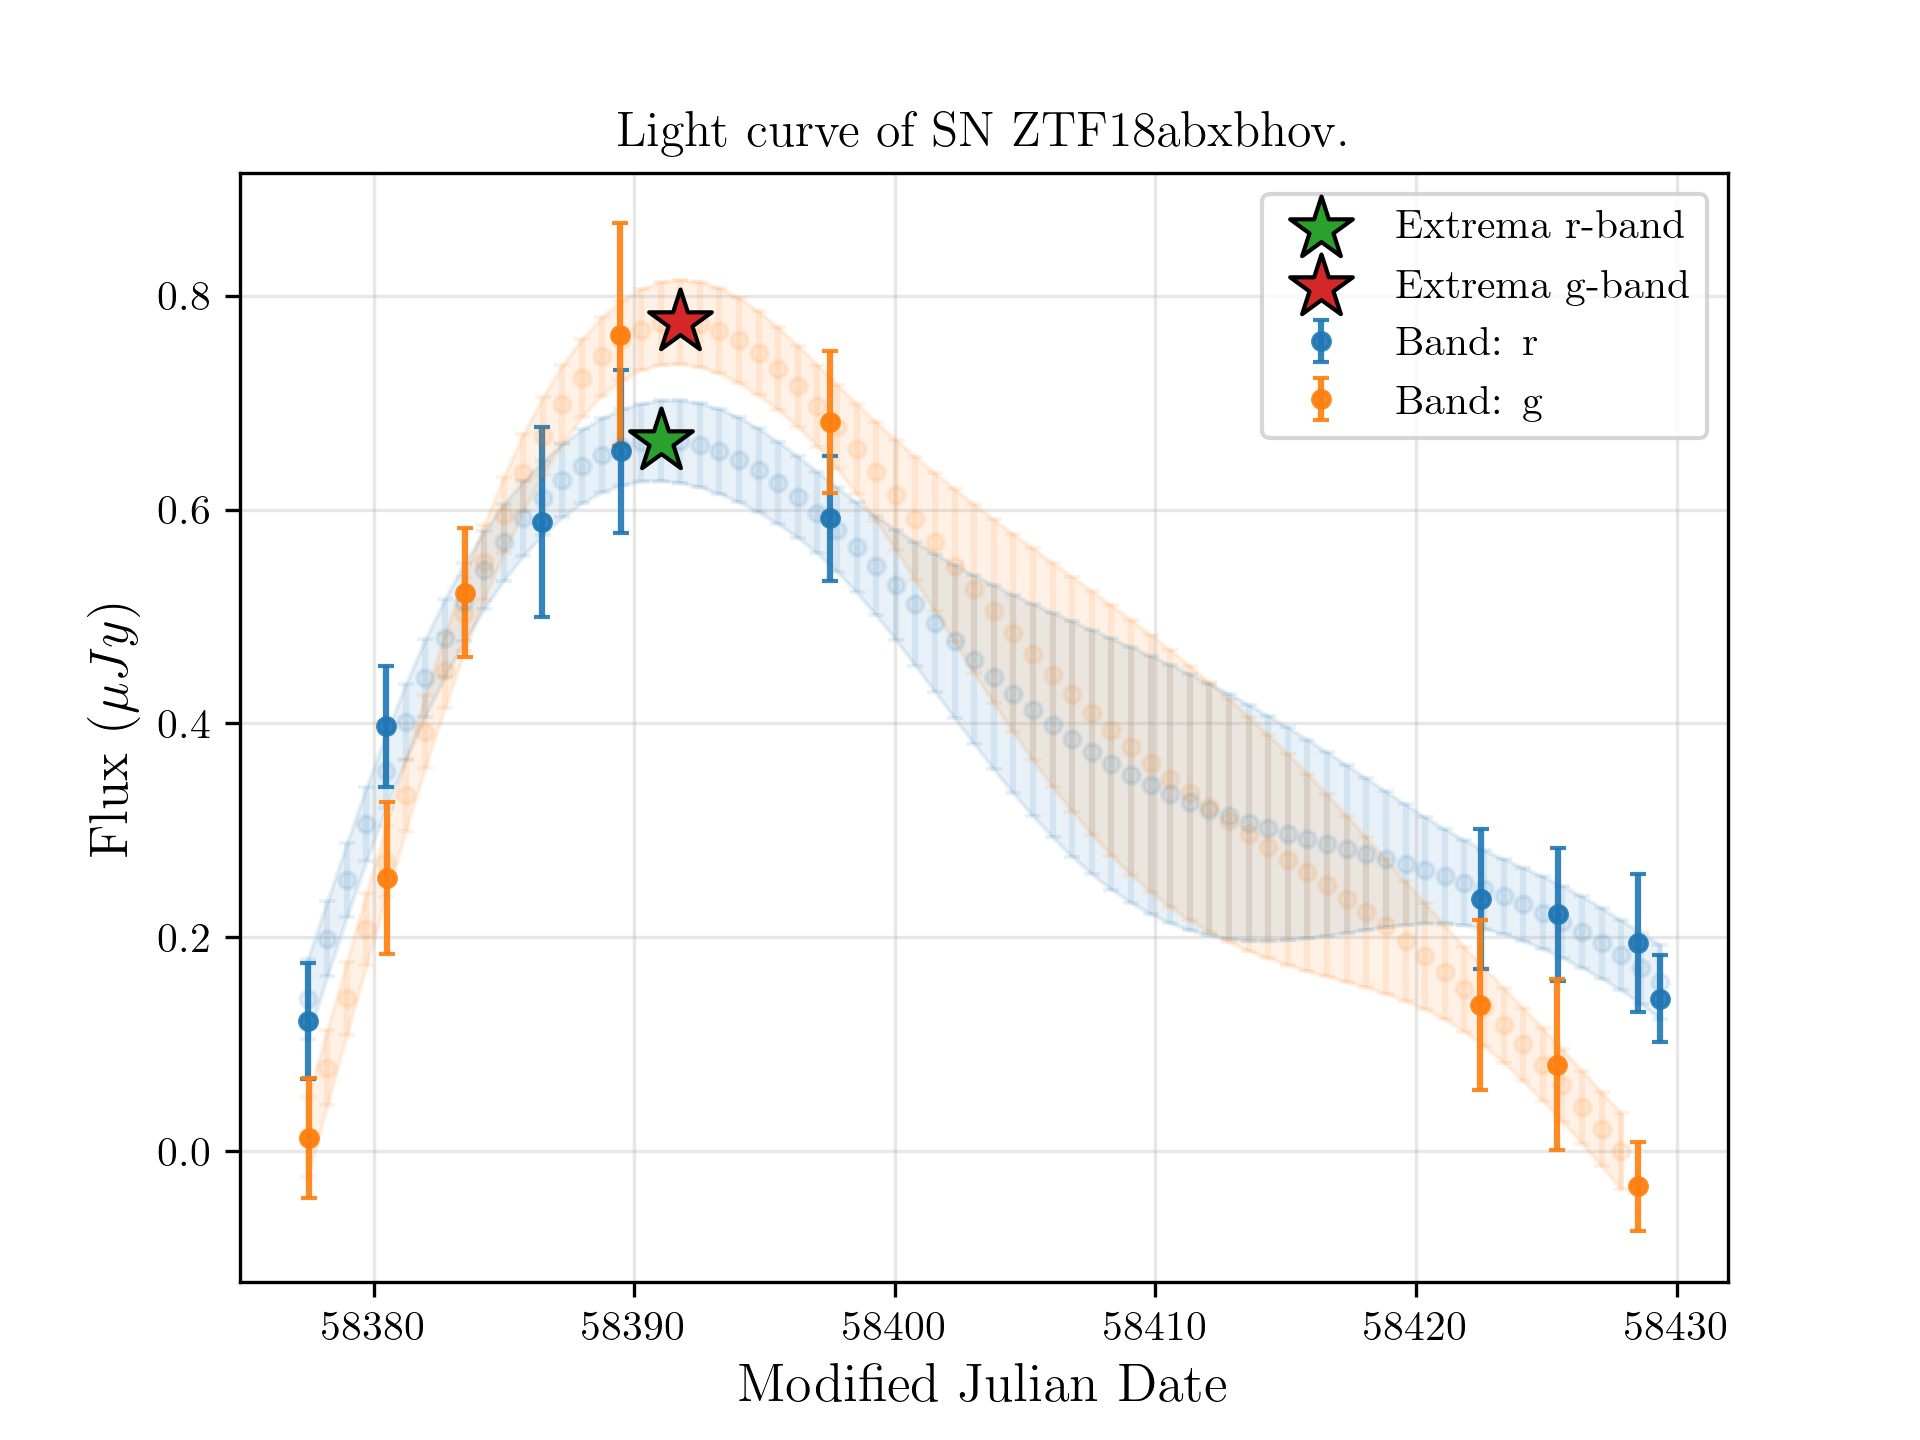 Light curve of SN ZTF18abxbhov.
Extrema r-band
Extrema g-band
Band: r
Band: g
Flux (μJy)
0.8
0.6
0.4
0.2
0.0
58380 58390 58400 58410 58420 58430
Modified Julian Date